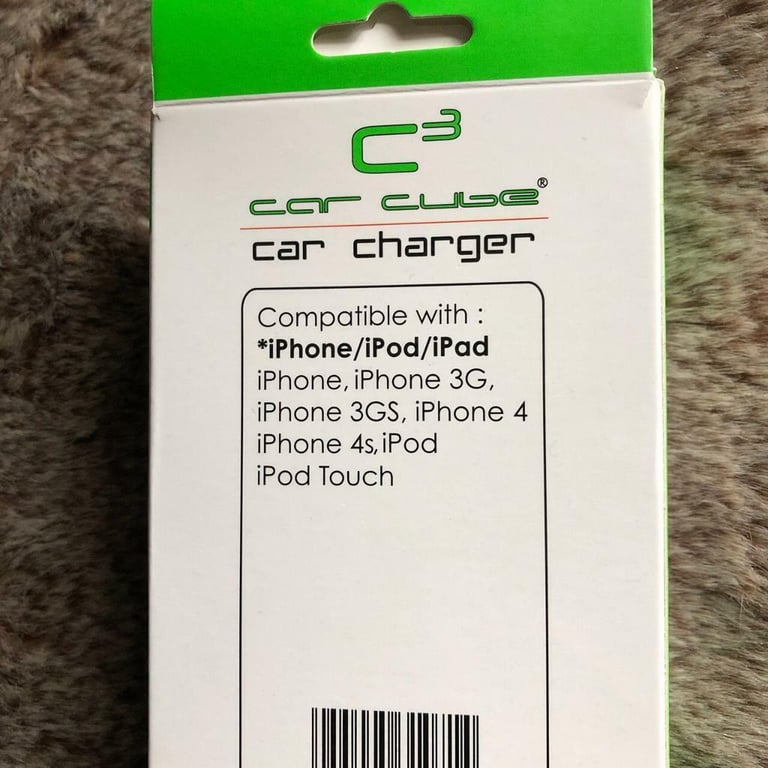 C³
car cube®
car charger
Compatible with :
*iPhone/iPod/iPad
iPhone, iPhone 3G,
iPhone 3GS, iPhone 4
iPhone 4s,iPod
iPod Touch